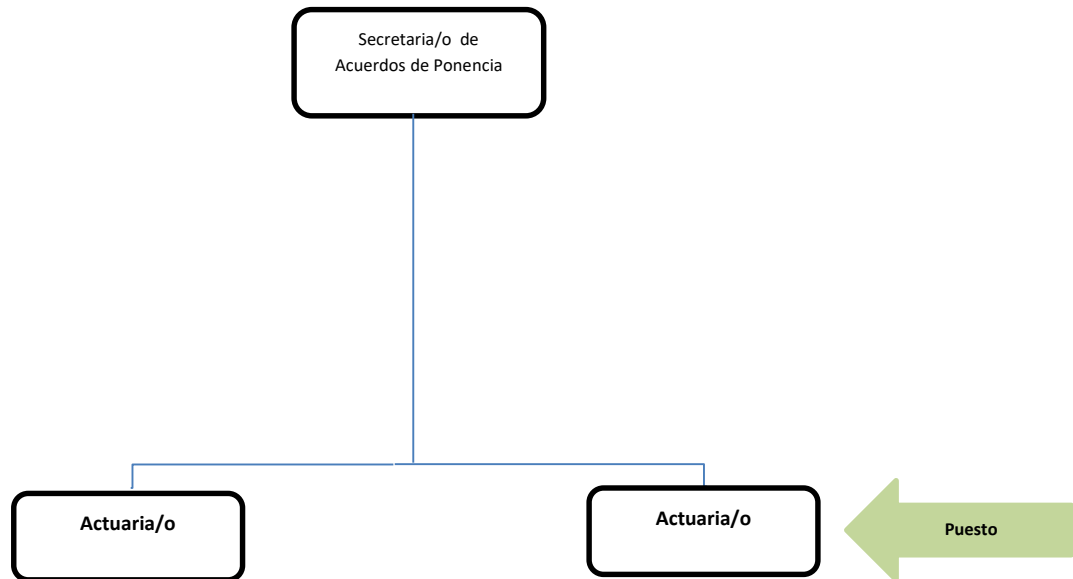 Secretaria/o de
Acuerdos de Ponencia
Actuaria/o
Actuaria/o
Puesto